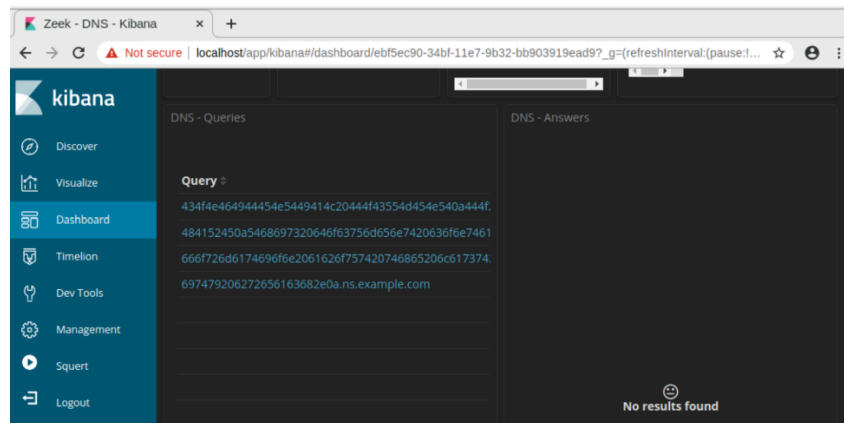 Zeek - DNS - Kibana × +
Not secure | localhost/app/kibana#/dashboard/ebf5ec90-34bf-11e7-9b32-bb903919ead9?_g=(refreshInterval:(pause:!...
kibana
DNS - Queries
DNS - Answers
Discover
Visualize
Query
434f4e464944454e5449414c20444f43554d454e540a444f.
Dashboard
484152450a5468697320646f63756d656e7420636f6e7461
Timelion
666f726d6174696f6e2061626f757420746865206c617374.
Dev Tools
697479206272656163682e0a.ns.example.com
Management
Squert
Logout
No results found